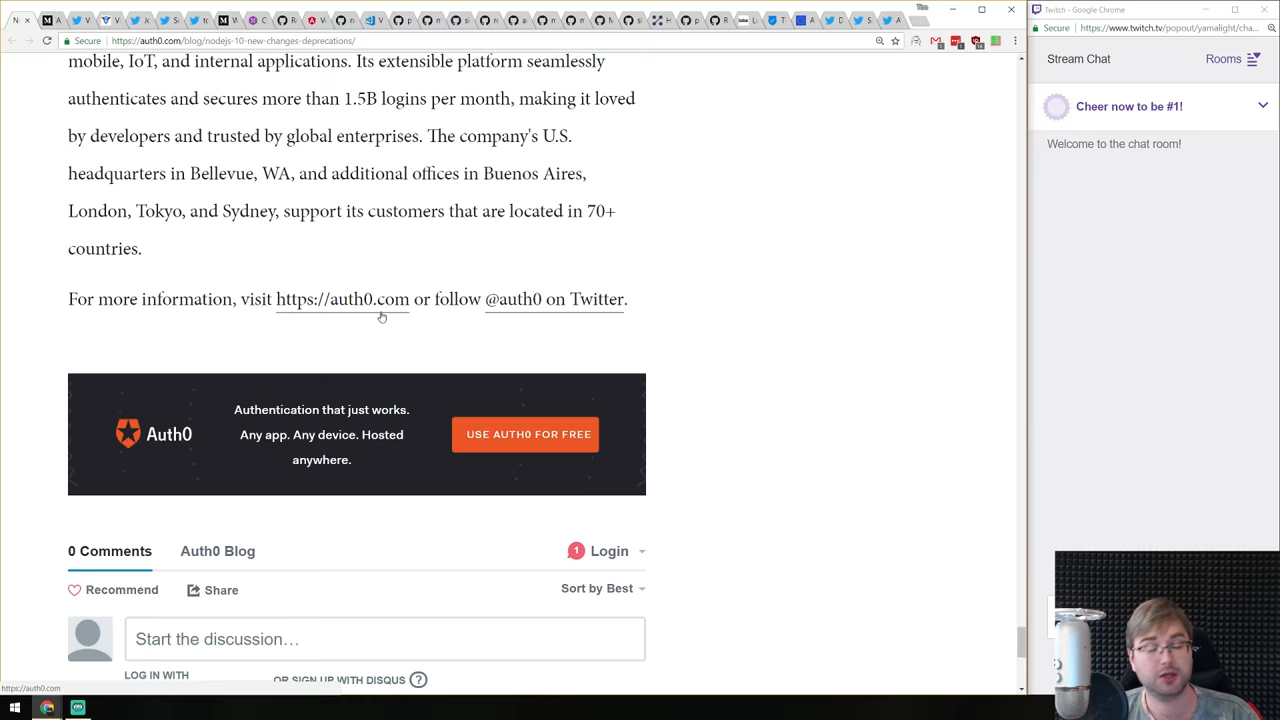 Twitch - Google Chrome
Secure
https://auth0.com/blog/nodejs-10-new-changes-deprecations/
Secure
https://www.twitch.tv/popout/yamalight/cha...
mobile, IoT, and internal applications. Its extensible platform seamlessly
authenticates and secures more than 1.5B logins per month, making it loved
by developers and trusted by global enterprises. The company's U.S.
headquarters in Bellevue, WA, and additional offices in Buenos Aires,
London, Tokyo, and Sydney, support its customers that are located in 70+
countries.
For more information, visit https://auth0.com or follow @auth0 on Twitter.
Auth0
Authentication that just works.
Any app. Any device. Hosted
anywhere.
USE AUTH0 FOR FREE
0 Comments
Auth0 Blog
1
Login
Recommend
Share
Sort by Best
Start the discussion…
LOG IN WITH
OR SIGN UP WITH DISQUS ?
https://auth0.com
Stream Chat
Rooms
Cheer now to be #1!
Welcome to the chat room!